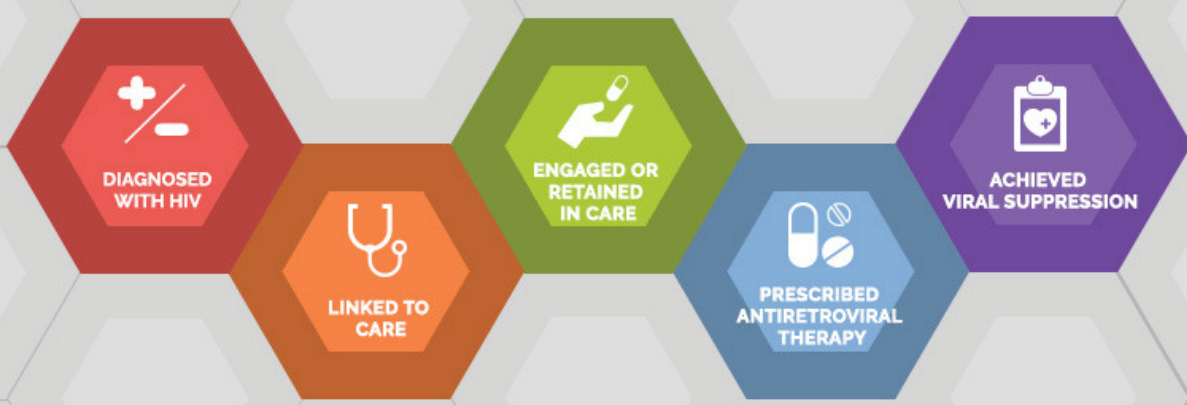 DIAGNOSED
WITH HIV
LINKED TO
CARE
ENGAGED OR
RETAINED
IN CARE
PRESCRIBED
ANTIRETROVIRAL
THERAPY
ACHIEVED
VIRAL SUPPRESSION